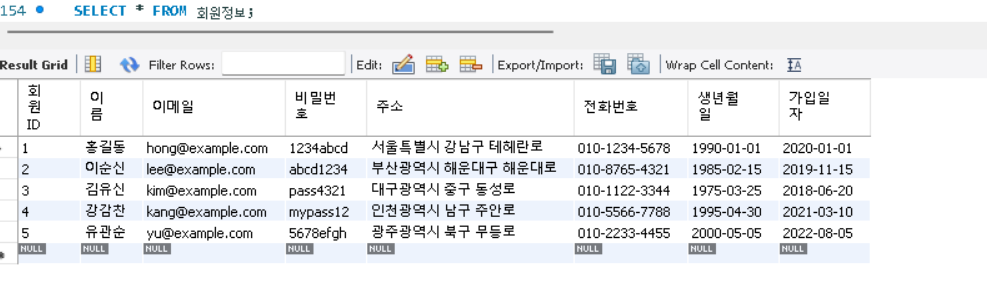 154 SELECT * FROM 회원정보;
Result Grid Filter Rows: Edit: Export/Import: Wrap Cell Content: IA
회원ID 이름 이메일 비밀번호 주소 전화번호 생년월일 가입일자
1 홍길동 hong@example.com 1234abcd 서울특별시 강남구 테헤란로 010-1234-5678 1990-01-01 2020-01-01
2 이순신 lee@example.com abcd1234 부산광역시 해운대구 해운대로 010-8765-4321 1985-02-15 2019-11-15
3 김유신 kim@example.com pass4321 대구광역시 중구 동성로 010-1122-3344 1975-03-25 2018-06-20
4 강감찬 kang@example.com mypass12 인천광역시 남구 주안로 010-5566-7788 1995-04-30 2021-03-10
5 유관순 yu@example.com 5678efgh 광주광역시 북구 무등로 010-2233-4455 2000-05-05 2022-08-05
NULL NULL NULL NULL NULL NULL NULL NULL